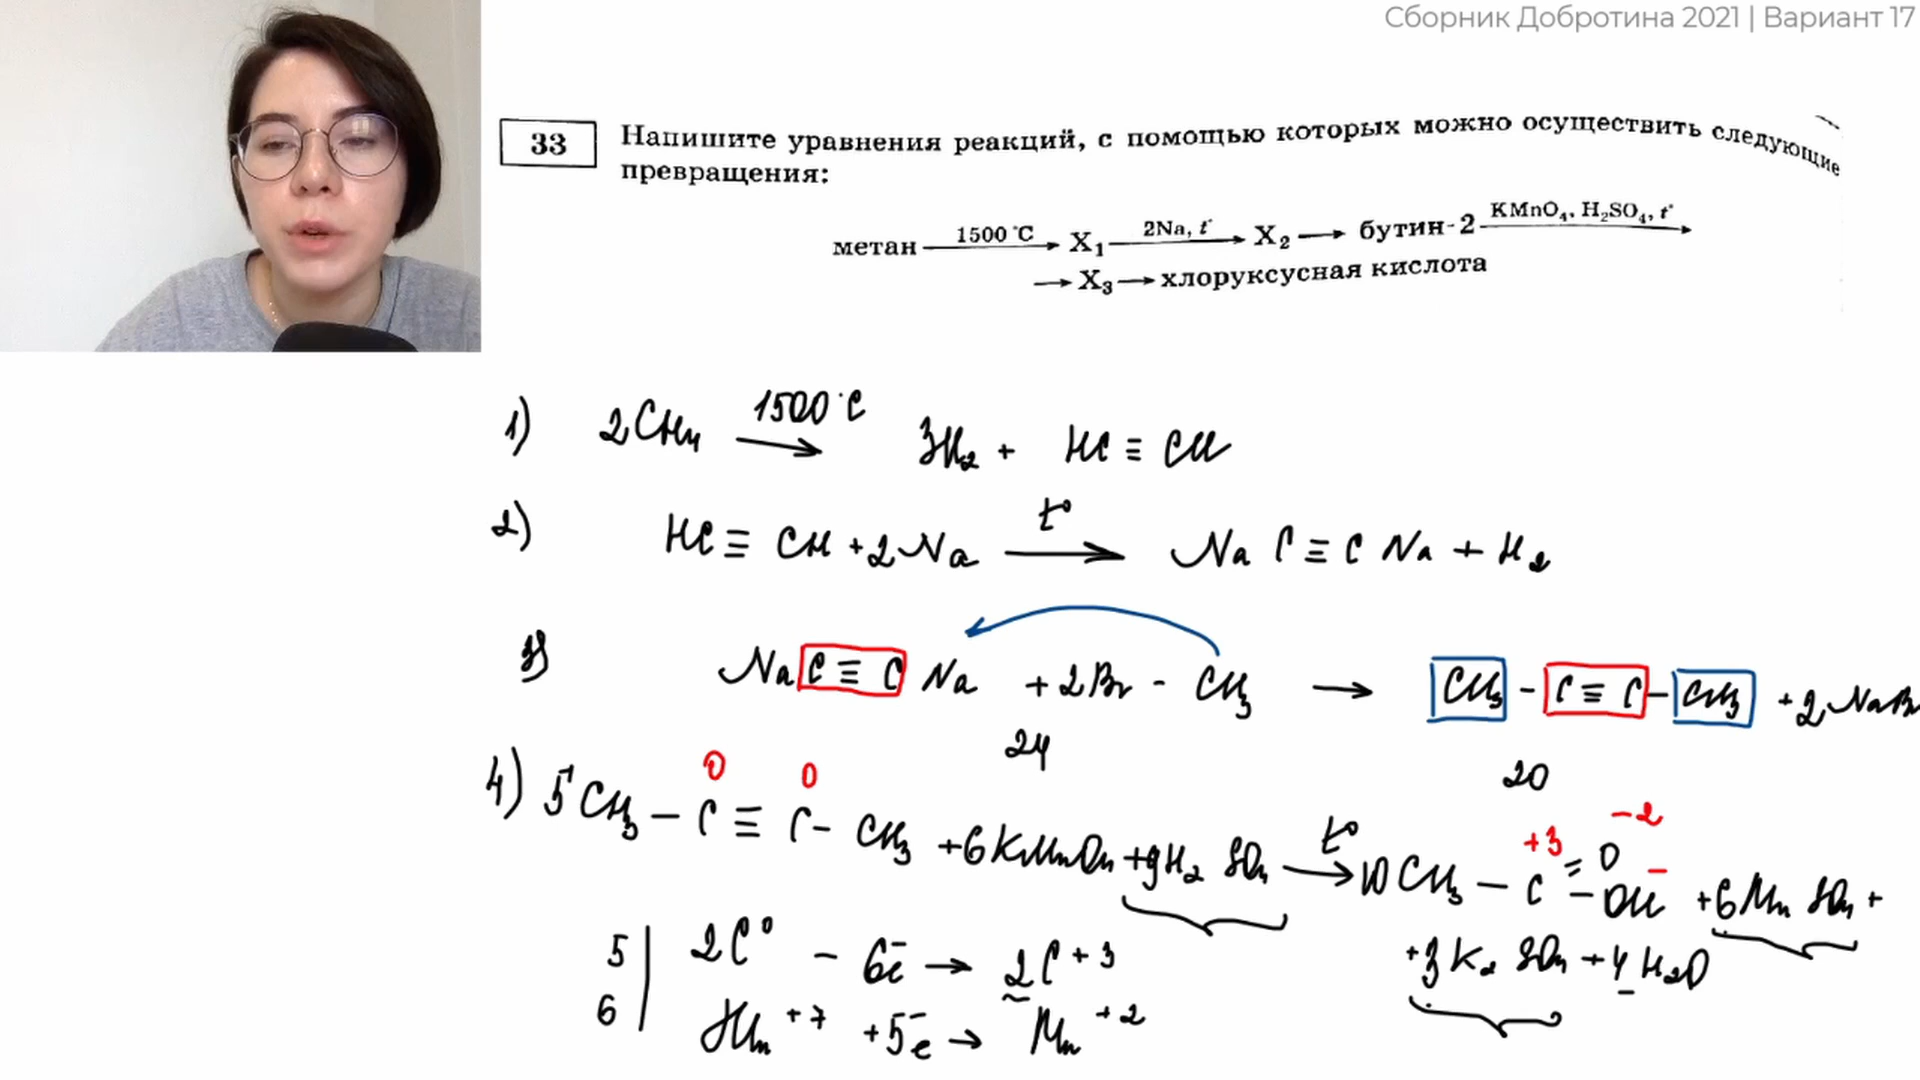 Сборник Добротина 2021 | Вариант 17
33
Напишите уравнения реакций, с помощью которых можно осуществить следующие
превращения:
метан —1500 °C→ X₁ —2Na, t°→ X₂ → бутин-2 —KMnO₄, H₂SO₄, t°→
→ X₃ → хлоруксусная кислота
1) 2CH₄ —1500°C→ 3H₂ + HC ≡ CH
2) HC ≡ CH + 2Na —t°→ NaC ≡ CNa + H₂
3) NaC ≡ CNa + 2Br - CH₃ → CH₃ - C ≡ C - CH₃ + 2NaBr
24 20
0 0 +3 -2
4) 5CH₃ - C ≡ C - CH₃ + 6KMnO₄ + 9H₂SO₄ —t°→ 10CH₃ - C =O - OH + 6MnSO₄ +
+ 3K₂SO₄ + 4H₂O
5 | 2C⁰ - 6e⁻ → 2C⁺³
6 | Mn⁺⁷ + 5e⁻ → Mn⁺²